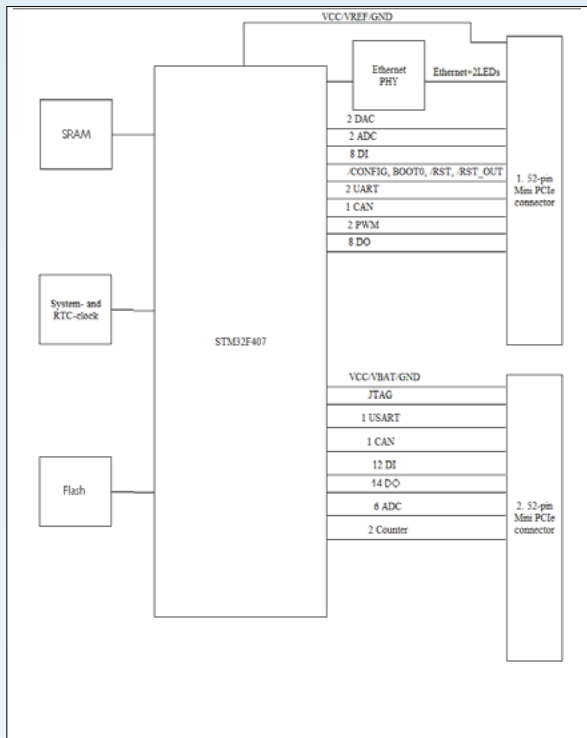 VCC/VREF/GND
Ethernet
PHY
Ethernet+2LEDs
SRAM
2 DAC
2 ADC
8 DI
/CONFIG, BOOT0, /RST, /RST_OUT
2 UART
1 CAN
2 PWM
8 DO
1. 52-pin
Mini PCIe
connector
System- and
RTC-clock
STM32F407
VCC/VBAT/GND
JTAG
1 USART
1 CAN
12 DI
14 DO
6 ADC
2 Counter
Flash
2. 52-pin
Mini PCIe
connector